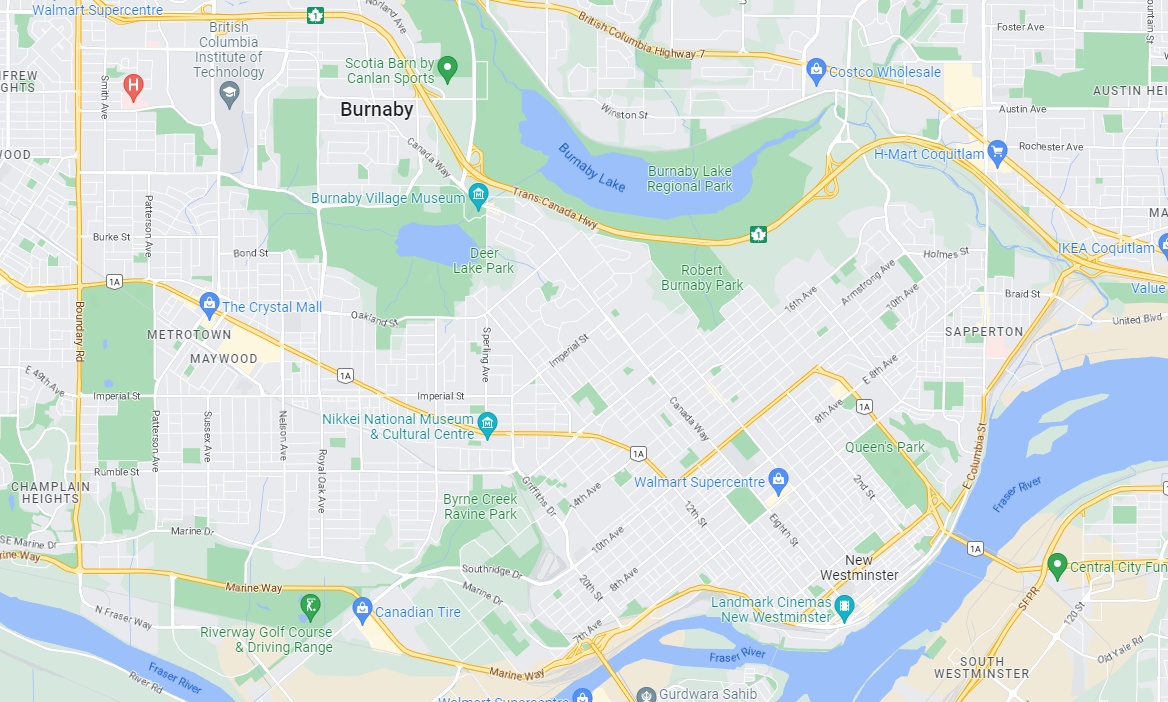 Walmart Supercentre
1
Norland Ave
British Columbia Highway 7
Foster Ave
British
Columbia
Institute of
Technology
Scotia Barn by
Canlan Sports
Costco Wholesale
H
Smith Ave
Burnaby
Winston St
Austin Ave
AUSTIN HEI
Canada Way
Burnaby Lake
Burnaby Lake
Regional Park
H-Mart Coquitlam
Rochester Ave
WOOD
Burnaby Village Museum
Trans-Canada Hwy
Patterson Ave
MA
Burke St
Bond St
1
Deer
Lake Park
Robert
Burnaby Park
Holmes St
IKEA Coquitlam
1A
Armstrong Ave
16th Ave
10th Ave
Braid St
Value
The Crystal Mall
Oakland St
United Blvd
METROTOWN
MAYWOOD
Boundary Rd
Sperling Ave
Imperial St
SAPPERTON
E 49th Ave
1A
E 8th Ave
Imperial St
Imperial St
Patterson Ave
Sussex Ave
Nelson Ave
Nikkei National Museum
& Cultural Centre
Canada Way
8th Ave
1A
Queen's Park
1A
E Columbia St
Rumble St
Royal Oak Ave
Walmart Supercentre
2nd St
Fraser River
CHAMPLAIN
HEIGHTS
Byrne Creek
Ravine Park
Griffiths Dr
14th Ave
12th St
Eighth St
Marine Dr
SE Marine Dr
10th Ave
1A
New
Westminster
Southridge Dr
Marine Way
Marine Dr
20th St
8th Ave
Central City Fun
SFPR
120 St
N Fraser Way
Canadian Tire
Landmark Cinemas
New Westminster
Riverway Golf Course
& Driving Range
7th Ave
Old Yale Rd
Fraser River
SOUTH
WESTMINSTER
Fraser River
River Rd
Marine Way
Walmart Supercentre
Gurdwara Sahib